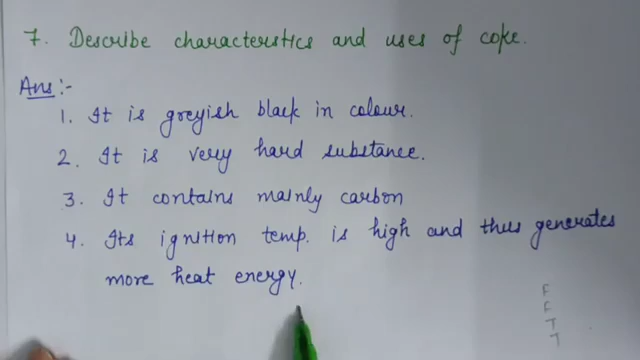 7. Describe characterstics and uses of coke.
Ans :-
1. It is greyish black in colour.
2. It is very hard substance.
3. It contains mainly carbon
4. Its ignition temp. is high and thus generates
more heat energy.
F
F
T
T